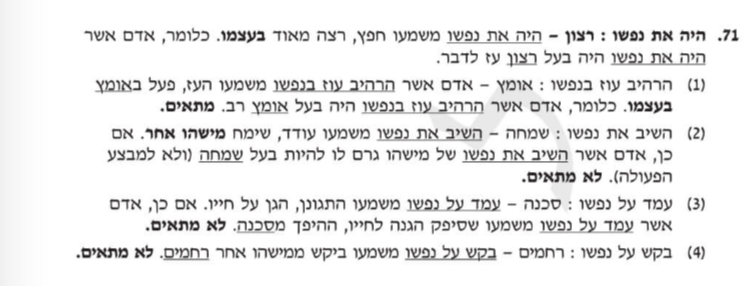 71. היה את נפשו : רצון – היה את נפשו משמעו חפץ, רצה מאוד בעצמו. כלומר, אדם אשר
היה את נפשו היה בעל רצון עז לדבר.
(1) הרהיב עוז בנפשו : אומץ – אדם אשר הרהיב עוז בנפשו משמעו העז, פעל באומץ
בעצמו. כלומר, אדם אשר הרהיב עוז בנפשו היה בעל אומץ רב. מתאים.
(2) השיב את נפשו : שמחה – השיב את נפשו משמעו עודד, שימח מישהו אחר. אם
כן, אדם אשר השיב את נפשו של מישהו גרם לו להיות בעל שמחה (ולא למבצע
הפעולה). לא מתאים.
(3) עמד על נפשו : סכנה – עמד על נפשו משמעו התגונן, הגן על חייו. אם כן, אדם
אשר עמד על נפשו משמעו שסיפק הגנה לחייו, ההיפך מסכנה. לא מתאים.
(4) בקש על נפשו : רחמים – בקש על נפשו משמעו ביקש ממישהו אחר רחמים. לא מתאים.